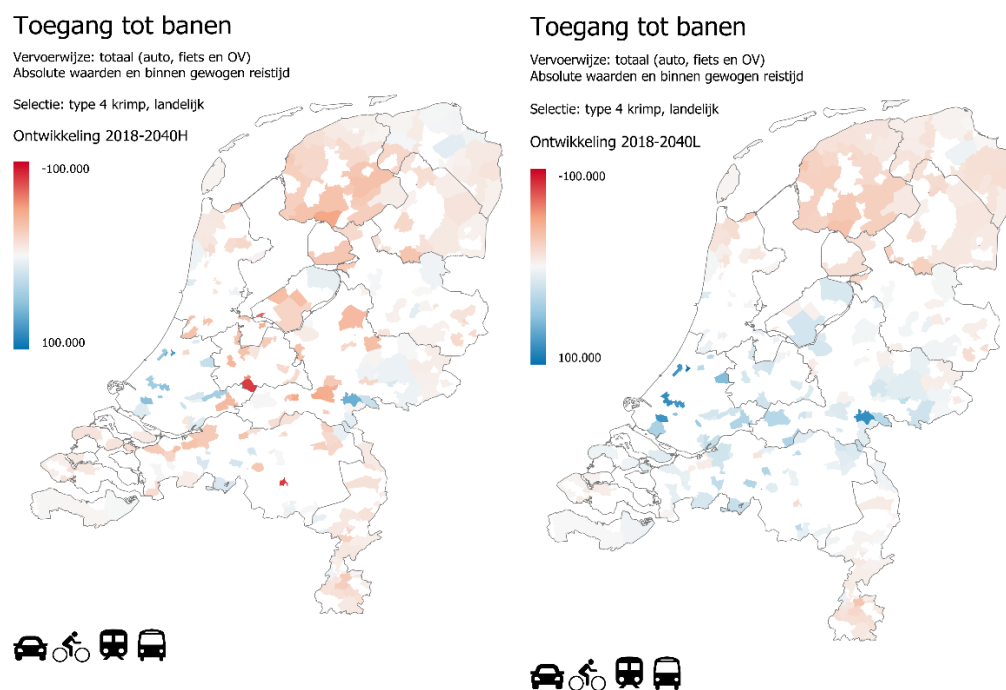 Toegang tot banen
Vervoerwijze: totaal (auto, fiets en OV)
Absolute waarden en binnen gewogen reistijd
Selectie: type 4 krimp, landelijk
Ontwikkeling 2018-2040H
-100.000
100.000
Toegang tot banen
Vervoerwijze: totaal (auto, fiets en OV)
Absolute waarden en binnen gewogen reistijd
Selectie: type 4 krimp, landelijk
Ontwikkeling 2018-2040L
-100.000
100.000